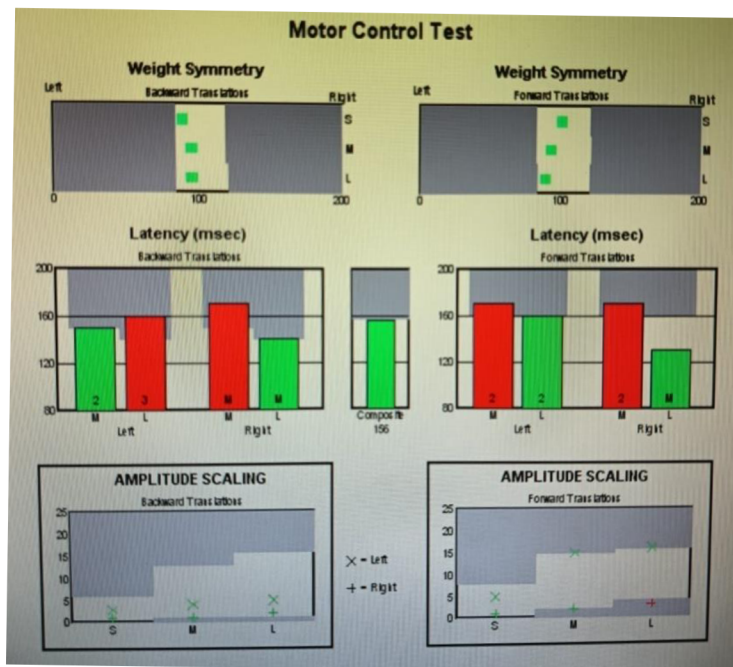 Motor Control Test
Weight Symmetry
Backward Translations
Left
Right
S
M
L
0 100 200
Weight Symmetry
Forward Translations
Left
Right
S
M
L
0 100 200
Latency (msec)
Backward Translations
200
160
120
80
2 3 M M
M L M L
Left Right
Composite
156
Latency (msec)
Forward Translations
200
160
120
80
2 2 2 M
M L M L
Left Right
AMPLITUDE SCALING
Backward Translations
25
20
15
10
5
0
S M L
X - Left
+ - Right
AMPLITUDE SCALING
Forward Translations
25
20
15
10
5
0
S M L